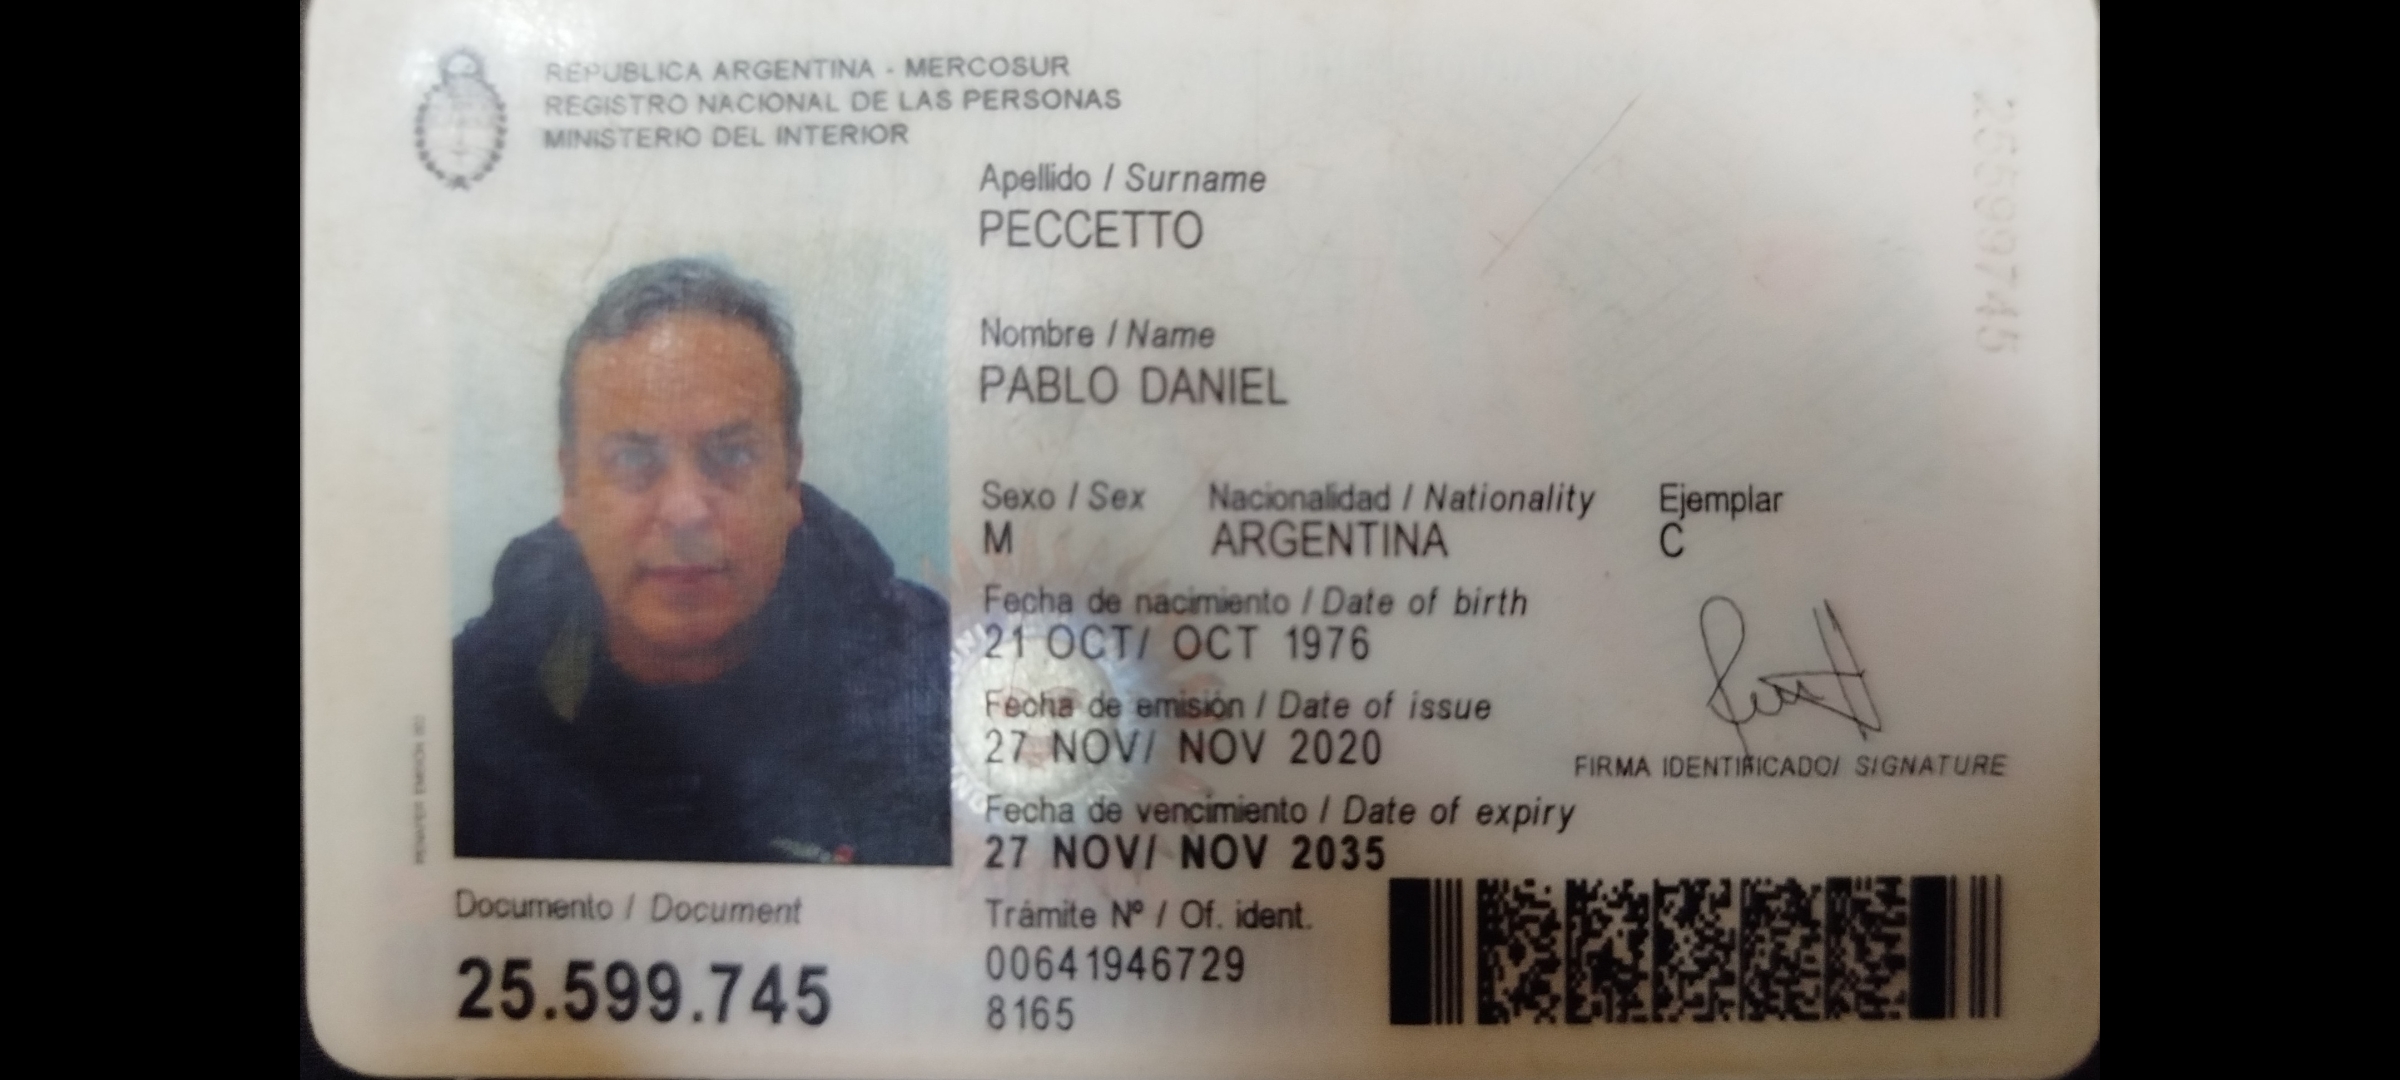 REPUBLICA ARGENTINA - MERCOSUR
REGISTRO NACIONAL DE LAS PERSONAS
MINISTERIO DEL INTERIOR
Apellido / Surname
PECCETTO
Nombre / Name
PABLO DANIEL
Sexo / Sex Nacionalidad / Nationality Ejemplar
M ARGENTINA C
Fecha de nacimiento / Date of birth
21 OCT/ OCT 1976
Fecha de emisión / Date of issue
27 NOV/ NOV 2020
FIRMA IDENTIFICADO/ SIGNATURE
Fecha de vencimiento / Date of expiry
27 NOV/ NOV 2035
Documento / Document
25.599.745
Trámite Nº / Of. ident.
00641946729
8165
25599745